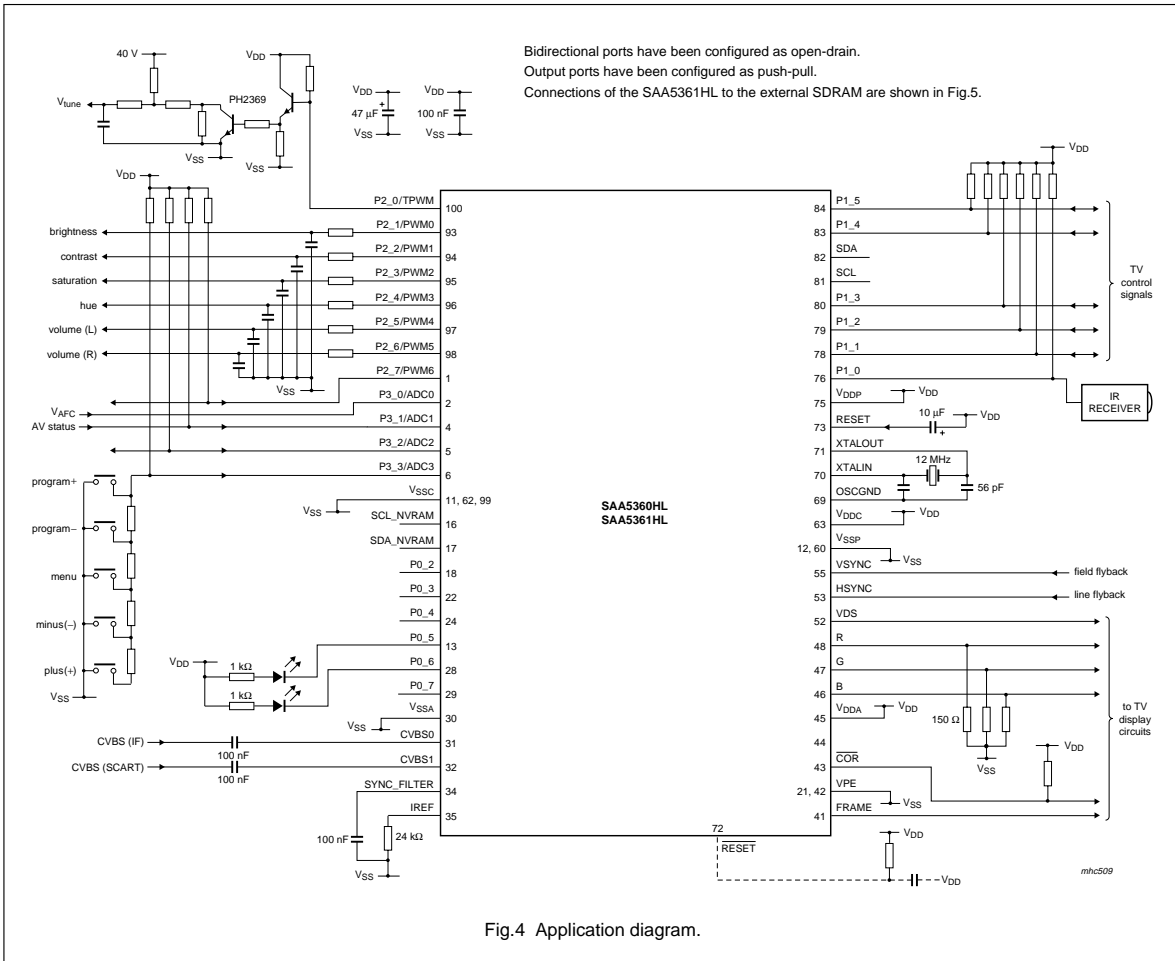 Bidirectional ports have been configured as open-drain.
Output ports have been configured as push-pull.
Connections of the SAA5361HL to the external SDRAM are shown in Fig.5.
40 V
VDD
Vtune
PH2369
VSS
VSS
VDD
47 µF
+
VSS
VDD
100 nF
VSS
VDD
brightness
contrast
saturation
hue
volume (L)
volume (R)
VSS
VAFC
AV status
program+
program−
menu
minus(−)
plus(+)
VSS
P2_0/TPWM
100
P2_1/PWM0
93
P2_2/PWM1
94
P2_3/PWM2
95
P2_4/PWM3
96
P2_5/PWM4
97
P2_6/PWM5
98
P2_7/PWM6
1
P3_0/ADC0
2
P3_1/ADC1
4
P3_2/ADC2
5
P3_3/ADC3
6
VSSC
11, 62, 99
VSS
SCL_NVRAM
16
SDA_NVRAM
17
P0_2
18
P0_3
22
P0_4
24
P0_5
13
P0_6
28
P0_7
29
VDD
1 kΩ
1 kΩ
VSSA
30
VSS
CVBS (IF)
100 nF
CVBS0
31
CVBS (SCART)
100 nF
CVBS1
32
SYNC_FILTER
34
IREF
35
100 nF
24 kΩ
VSS
SAA5360HL
SAA5361HL
VDD
84
P1_5
83
P1_4
82
SDA
81
SCL
80
P1_3
79
P1_2
78
P1_1
76
P1_0
TV
control
signals
IR
RECEIVER
75
VDDP
VDD
73
RESET
10 µF
+
VDD
71
XTALOUT
70
XTALIN
12 MHz
69
OSCGND
56 pF
63
VDDC
VDD
12, 60
VSSP
VSS
55
VSYNC
field flyback
53
HSYNC
line flyback
52
VDS
48
R
47
G
46
B
45
VDDA
VDD
150 Ω
VSS
44
43
COR
VDD
21, 42
VPE
VSS
41
FRAME
to TV
display
circuits
72
RESET
VDD
VDD
mhc509
Fig.4 Application diagram.